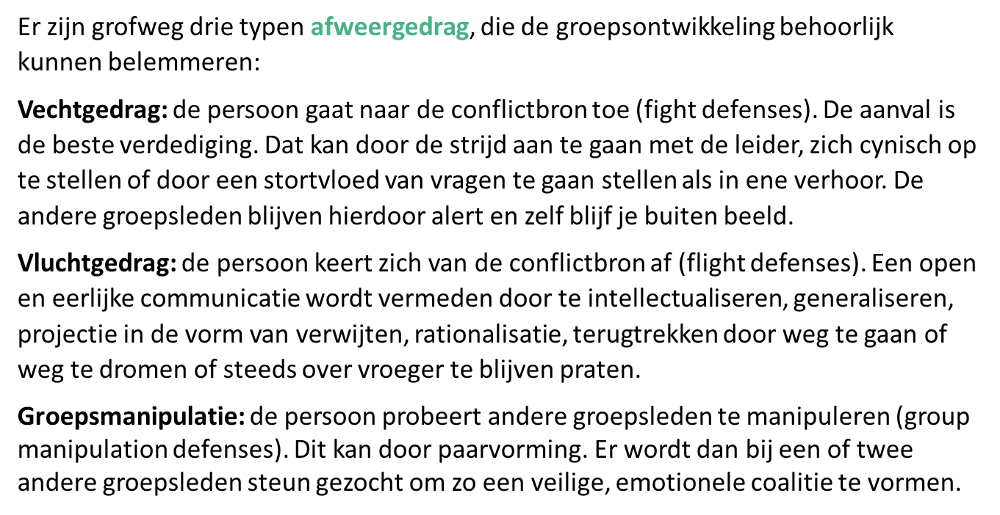 Er zijn grofweg drie typen afweergedrag, die de groepsontwikkeling behoorlijk
kunnen belemmeren:
Vechtgedrag: de persoon gaat naar de conflictbron toe (fight defenses). De aanval is
de beste verdediging. Dat kan door de strijd aan te gaan met de leider, zich cynisch op
te stellen of door een stortvloed van vragen te gaan stellen als in ene verhoor. De
andere groepsleden blijven hierdoor alert en zelf blijf je buiten beeld.
Vluchtgedrag: de persoon keert zich van de conflictbron af (flight defenses). Een open
en eerlijke communicatie wordt vermeden door te intellectualiseren, generaliseren,
projectie in de vorm van verwijten, rationalisatie, terugtrekken door weg te gaan of
weg te dromen of steeds over vroeger te blijven praten.
Groepsmanipulatie: de persoon probeert andere groepsleden te manipuleren (group
manipulation defenses). Dit kan door paarvorming. Er wordt dan bij een of twee
andere groepsleden steun gezocht om zo een veilige, emotionele coalitie te vormen.